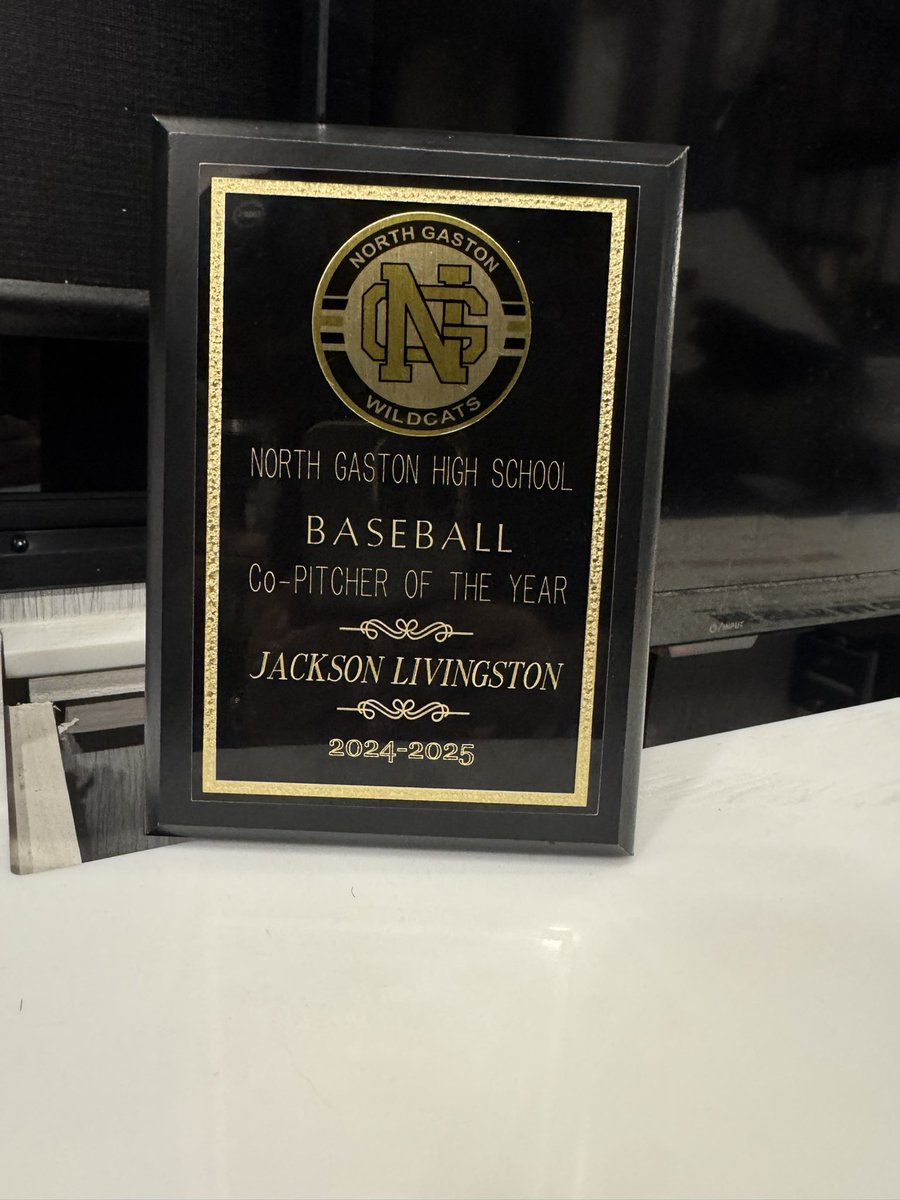 NORTH GASTON
NG
WILDCATS
NORTH GASTON HIGH SCHOOL
BASEBALL
Co-PITCHER OF THE YEAR
JACKSON LIVINGSTON
2024-2025